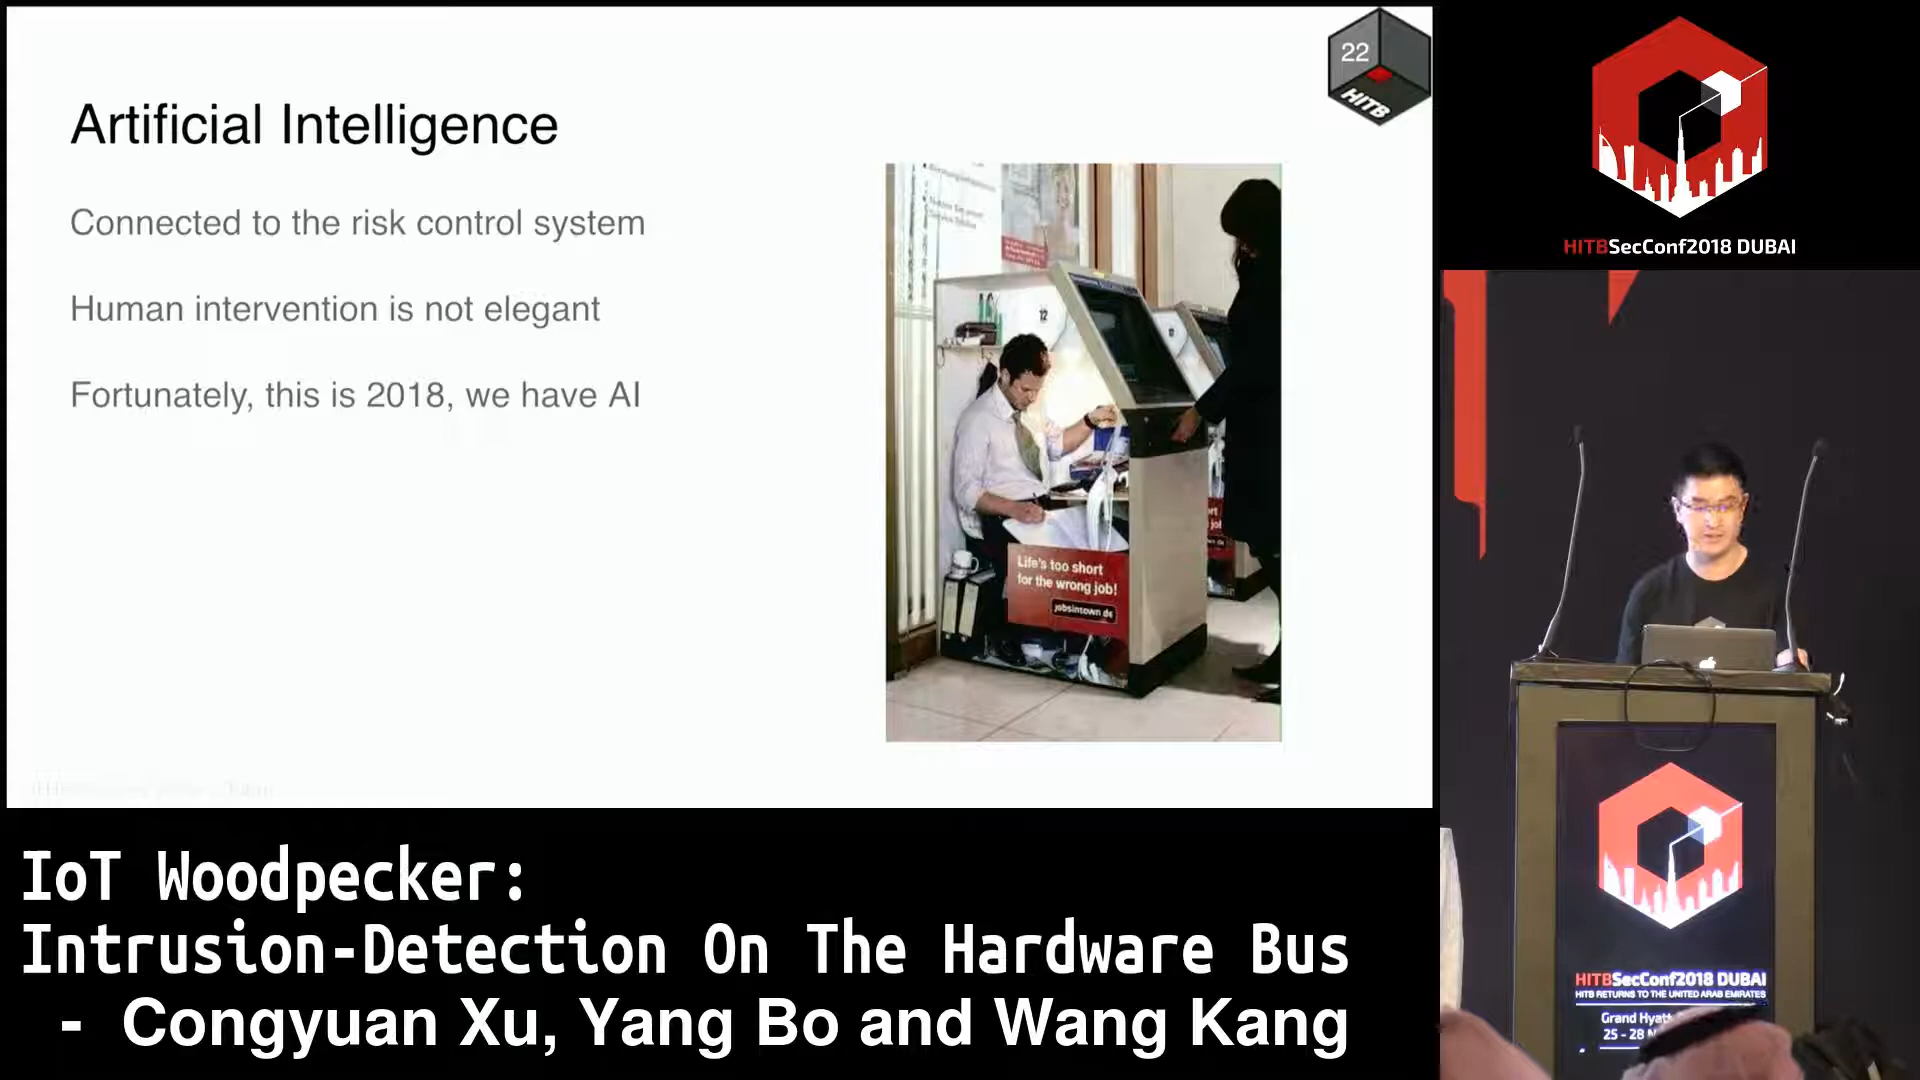 22
HITB
Artificial Intelligence
Connected to the risk control system
Human intervention is not elegant
Fortunately, this is 2018, we have AI
12
Life's too short
for the wrong job!
jobsintown.de
HITBSecConf2018 DUBAI
HITBSecConf2018 DUBAI
HITB RETURNS TO THE UNITED ARAB EMIRATES
Grand Hyatt
25 - 28
IoT Woodpecker:
Intrusion-Detection On The Hardware Bus
- Congyuan Xu, Yang Bo and Wang Kang